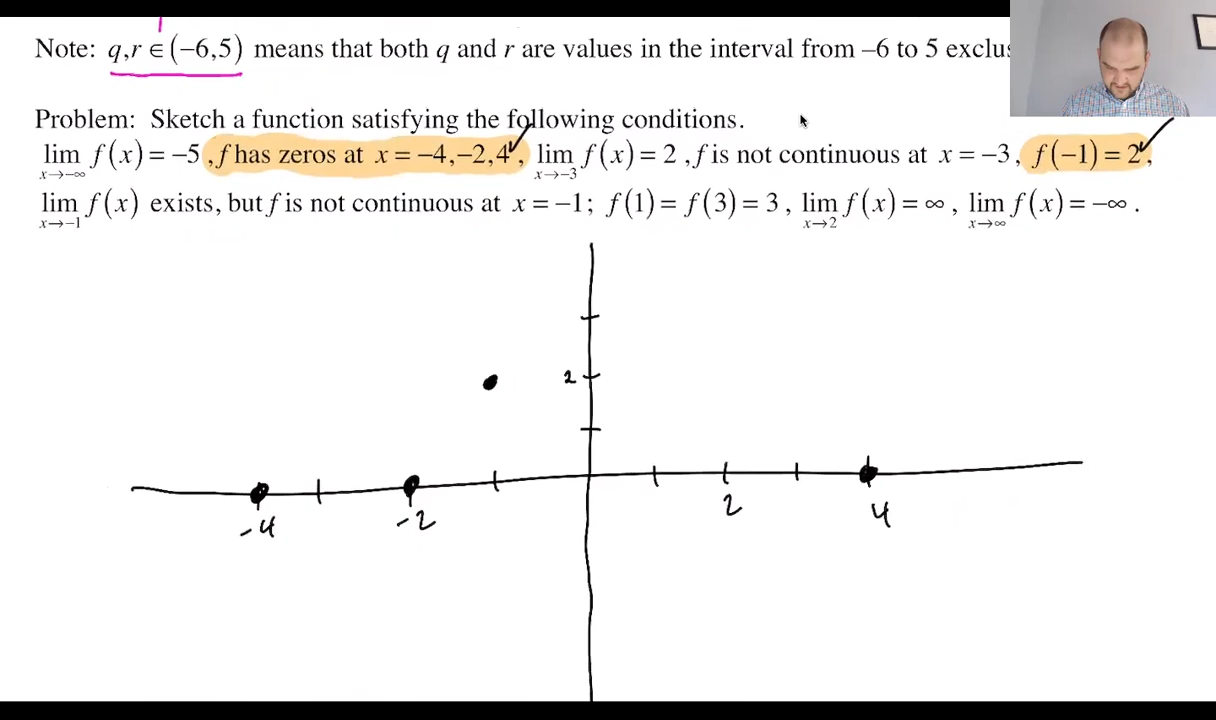 Note: q,r ∈ (−6,5) means that both q and r are values in the interval from −6 to 5
Problem: Sketch a function satisfying the following conditions.
lim x→−∞ f(x) = −5 , f has zeros at x = −4,−2,4 , lim x→−3 f(x) = 2 , f is not continuous at x = −3 , f(−1) = 2 ,
lim x→−1 f(x) exists, but f is not continuous at x = −1; f(1) = f(3) = 3 , lim x→2 f(x) = ∞ , lim x→∞ f(x) = −∞ .
2
-4 -2 2 4